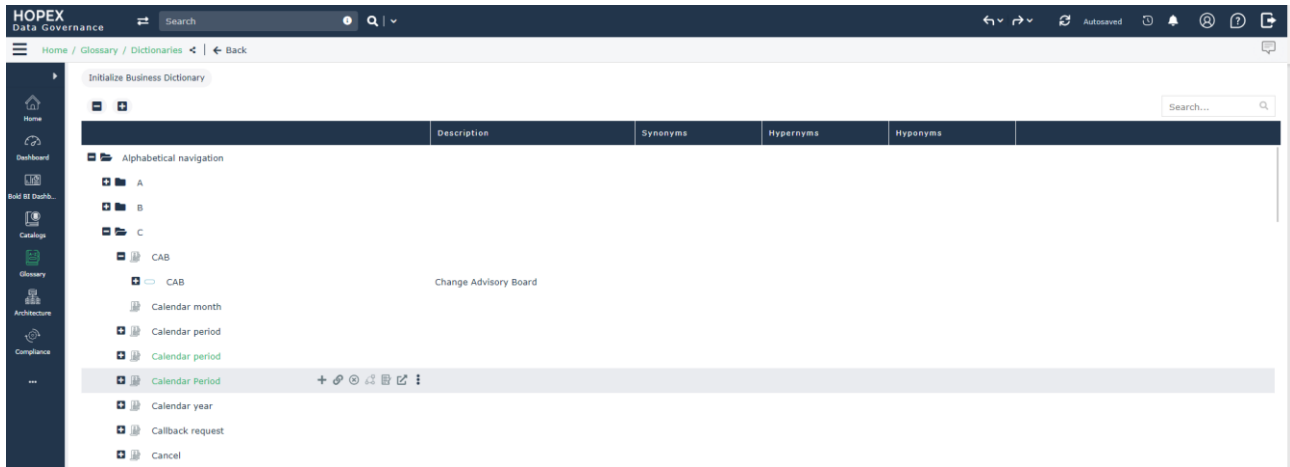 HOPEX
Data Governance
Search
Autosaved
Home / Glossary / Dictionaries
Back
Initialize Business Dictionary
Home
Search...
Dashboard
Description Synonyms Hypernyms Hyponyms
Alphabetical navigation
Bold BI Dashb...
A
B
Catalogs
C
CAB
Glossary
CAB Change Advisory Board
Architecture
Calendar month
Calendar period
Compliance
Calendar period
Calendar Period
Calendar year
Callback request
Cancel